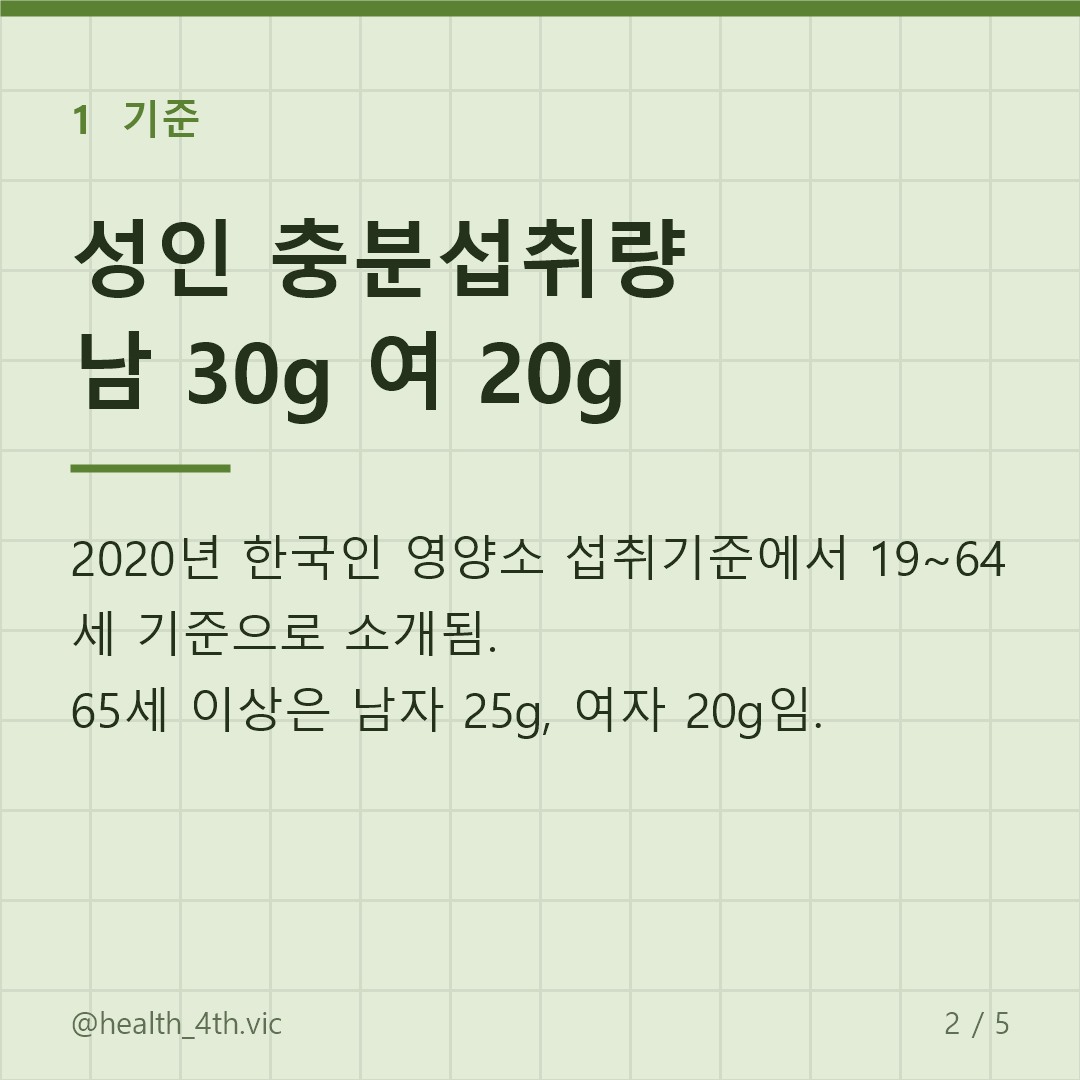 1 기준
성인 충분섭취량
남 30g 여 20g
2020년 한국인 영양소 섭취기준에서 19~64
세 기준으로 소개됨.
65세 이상은 남자 25g, 여자 20g임.
@health_4th.vic
2 / 5